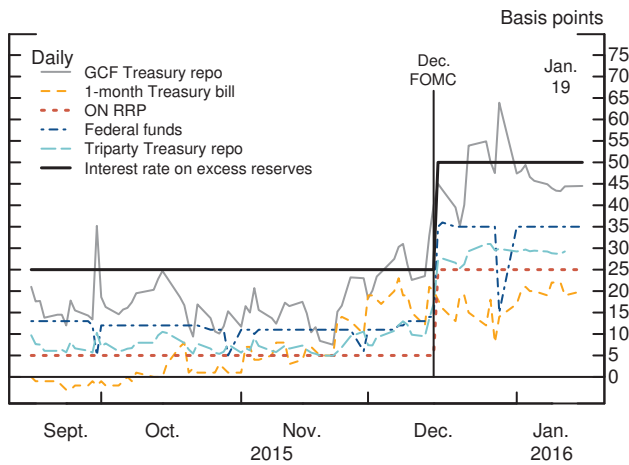 Basis points
Daily
GCF Treasury repo
1-month Treasury bill
ON RRP
Federal funds
Triparty Treasury repo
Interest rate on excess reserves
Dec.
FOMC
Jan.
19
75
70
65
60
55
50
45
40
35
30
25
20
15
10
5
0
Sept. Oct. Nov. Dec. Jan.
2015 2016